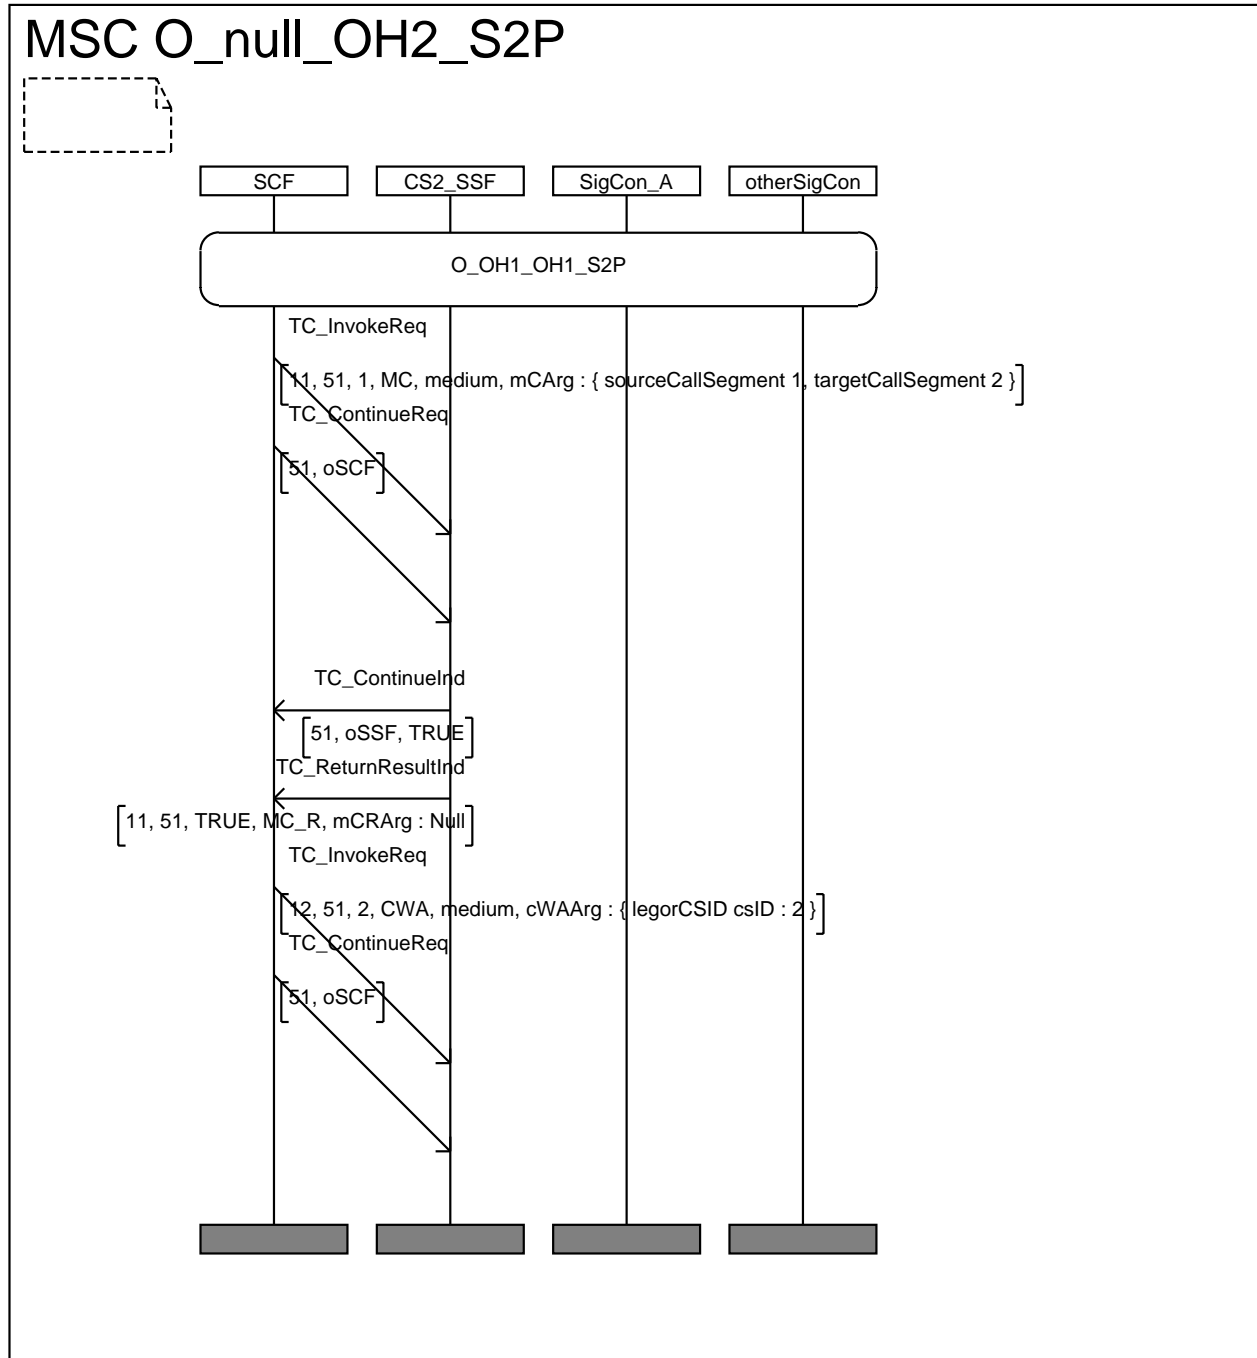 MSC O_null_OH2_S2P
SCF CS2_SSF SigCon_A otherSigCon
O_OH1_OH1_S2P
TC_InvokeReq
11, 51, 1, MC, medium, mCArg : { sourceCallSegment 1, targetCallSegment 2 }
TC_ContinueReq
51, oSCF
TC_ContinueInd
51, oSSF, TRUE
TC_ReturnResultInd
11, 51, TRUE, MC_R, mCRArg : Null
TC_InvokeReq
12, 51, 2, CWA, medium, cWAArg : { legorCSID csID : 2 }
TC_ContinueReq
51, oSCF